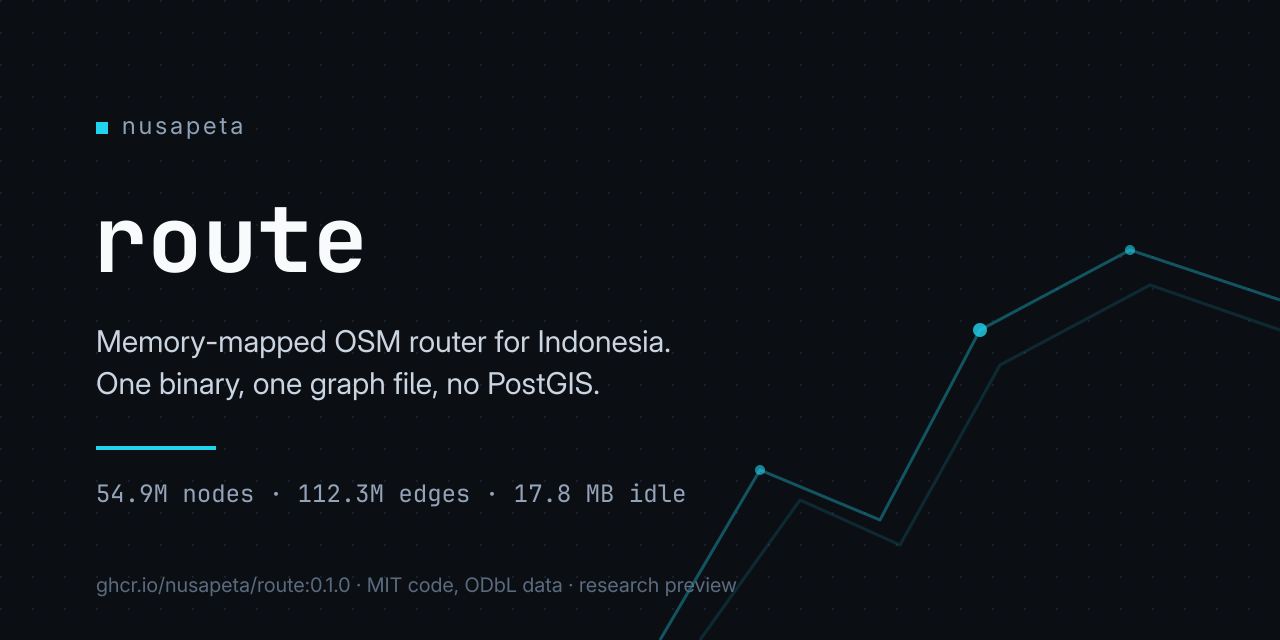 nusapeta
route
Memory-mapped OSM router for Indonesia.
One binary, one graph file, no PostGIS.
54.9M nodes · 112.3M edges · 17.8 MB idle
ghcr.io/nusapeta/route:0.1.0 · MIT code, ODbL data · research preview